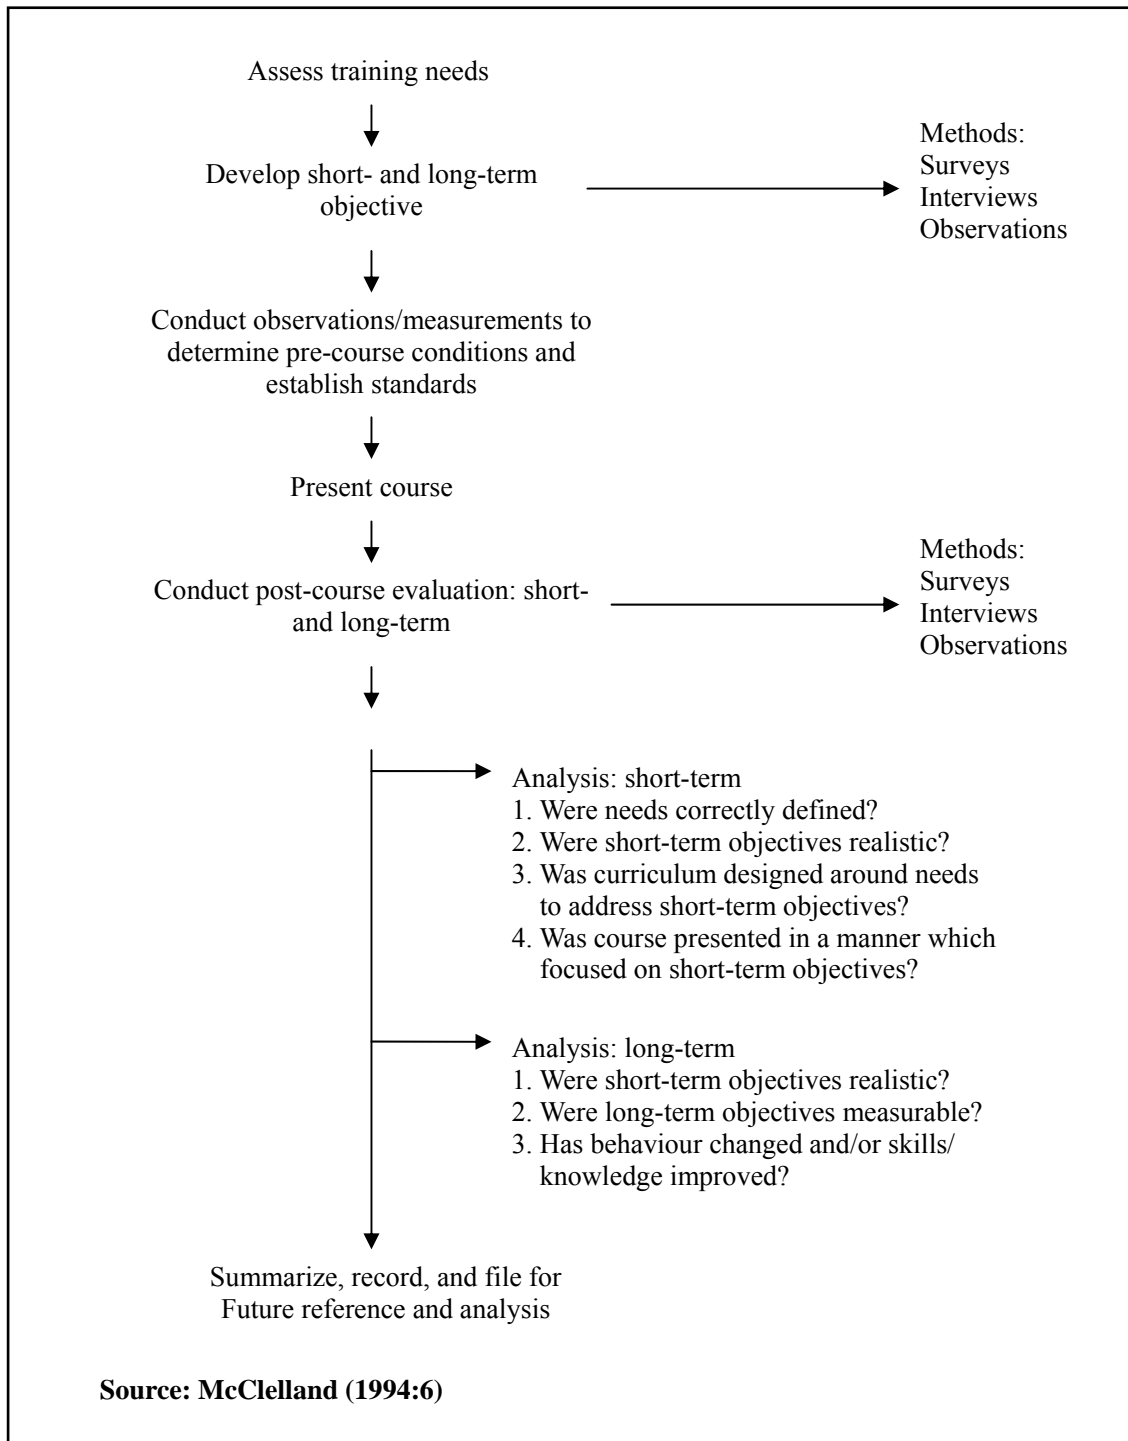 Assess training needs
Develop short- and long-term
objective
Methods:
Surveys
Interviews
Observations
Conduct observations/measurements to
determine pre-course conditions and
establish standards
Present course
Conduct post-course evaluation: short-
and long-term
Methods:
Surveys
Interviews
Observations
Analysis: short-term
1. Were needs correctly defined?
2. Were short-term objectives realistic?
3. Was curriculum designed around needs
to address short-term objectives?
4. Was course presented in a manner which
focused on short-term objectives?
Analysis: long-term
1. Were short-term objectives realistic?
2. Were long-term objectives measurable?
3. Has behaviour changed and/or skills/
knowledge improved?
Summarize, record, and file for
Future reference and analysis
Source: McClelland (1994:6)